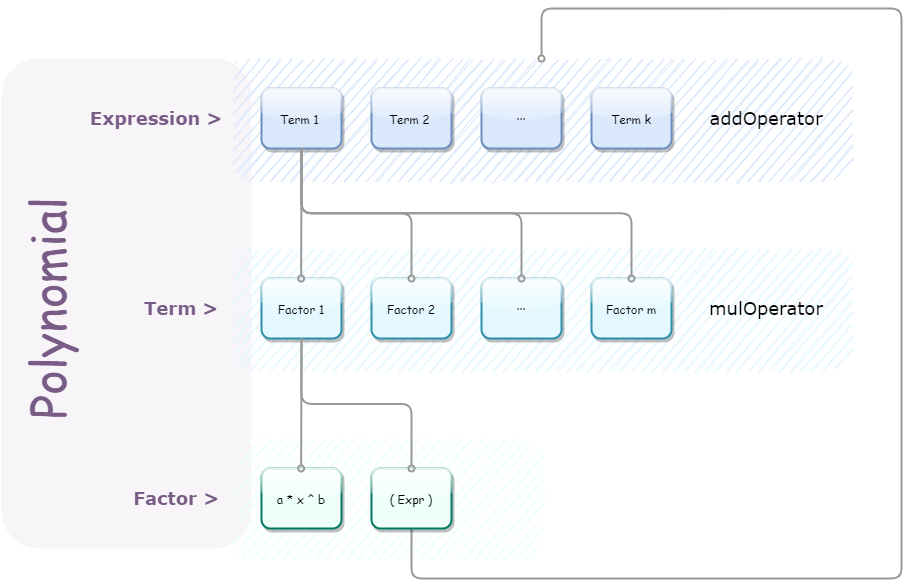 Polynomial
Expression >
Term 1
Term 2
...
Term k
addOperator
Term >
Factor 1
Factor 2
...
Factor m
mulOperator
Factor >
a * x ^ b
( Expr )